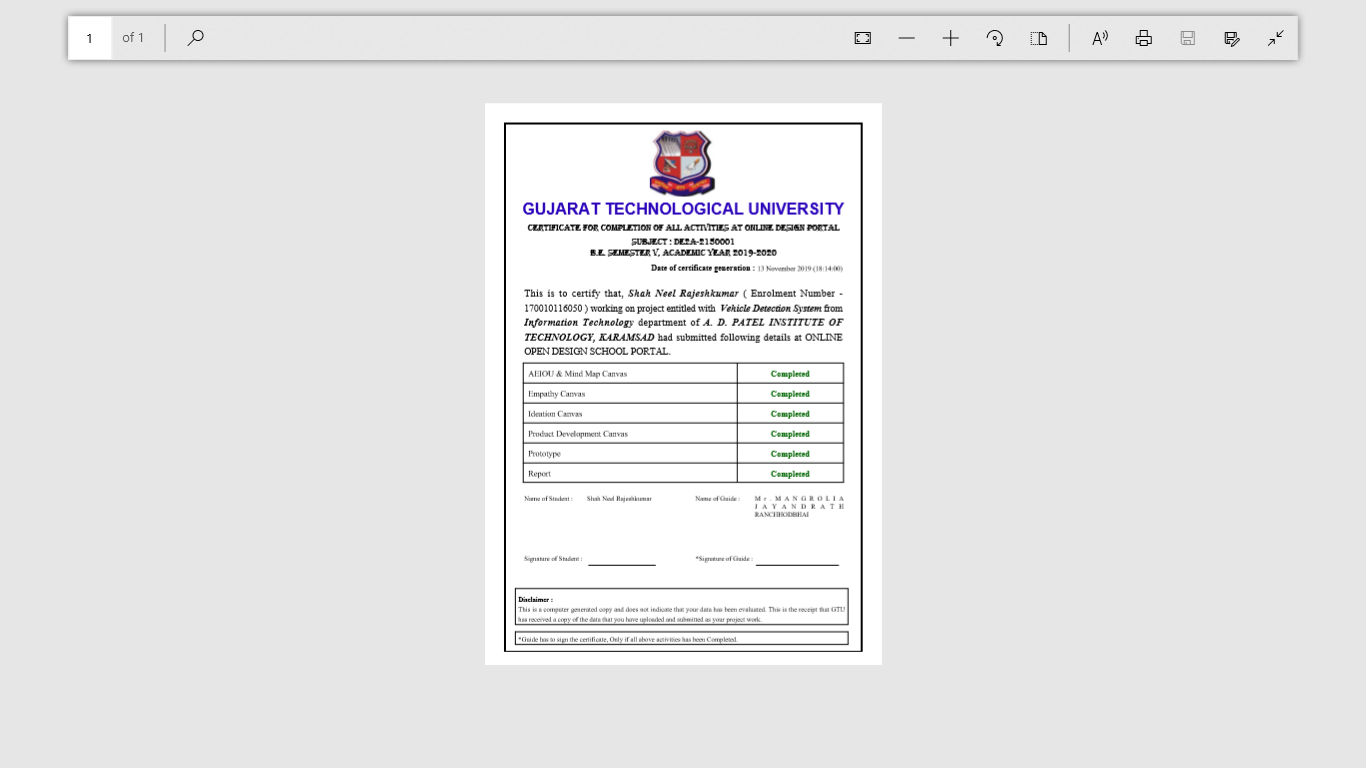 1 of 1
GUJARAT TECHNOLOGICAL UNIVERSITY
CERTIFICATE FOR COMPLETION OF ALL ACTIVITIES AT ONLINE DESIGN PORTAL
SUBJECT : DE2A-2150001
B.E. SEMESTER V, ACADEMIC YEAR 2019-2020
Date of certificate generation : 13 November 2019 (18:14:00)
This is to certify that, Shah Neel Rajeshkumar ( Enrolment Number -
170010116050 ) working on project entitled with Vehicle Detection System from
Information Technology department of A. D. PATEL INSTITUTE OF
TECHNOLOGY, KARAMSAD had submitted following details at ONLINE
OPEN DESIGN SCHOOL PORTAL.
AEIOU & Mind Map Canvas Completed
Empathy Canvas Completed
Ideation Canvas Completed
Product Development Canvas Completed
Prototype Completed
Report Completed
Name of Student : Shah Neel Rajeshkumar Name of Guide : Mr. MANGROLIA
JAYANDRATH
RANCHHODBHAI
Signature of Student : *Signature of Guide :
Disclaimer :
This is a computer generated copy and does not indicate that your data has been evaluated. This is the receipt that GTU
has received a copy of the data that you have uploaded and submitted as your project work.
*Guide has to sign the certificate, Only if all above activities has been Completed.